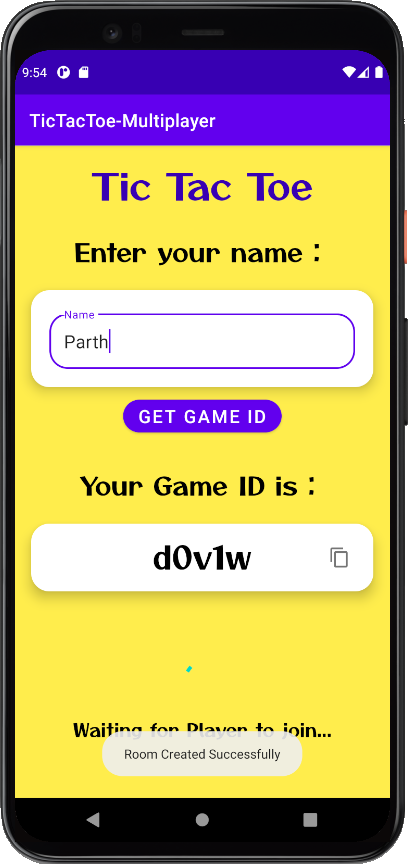 9:54
TicTacToe-Multiplayer
Tic Tac Toe
Enter your name :
Name
Parth
GET GAME ID
Your Game ID is :
d0v1w
Waiting for Player to join...
Room Created Successfully